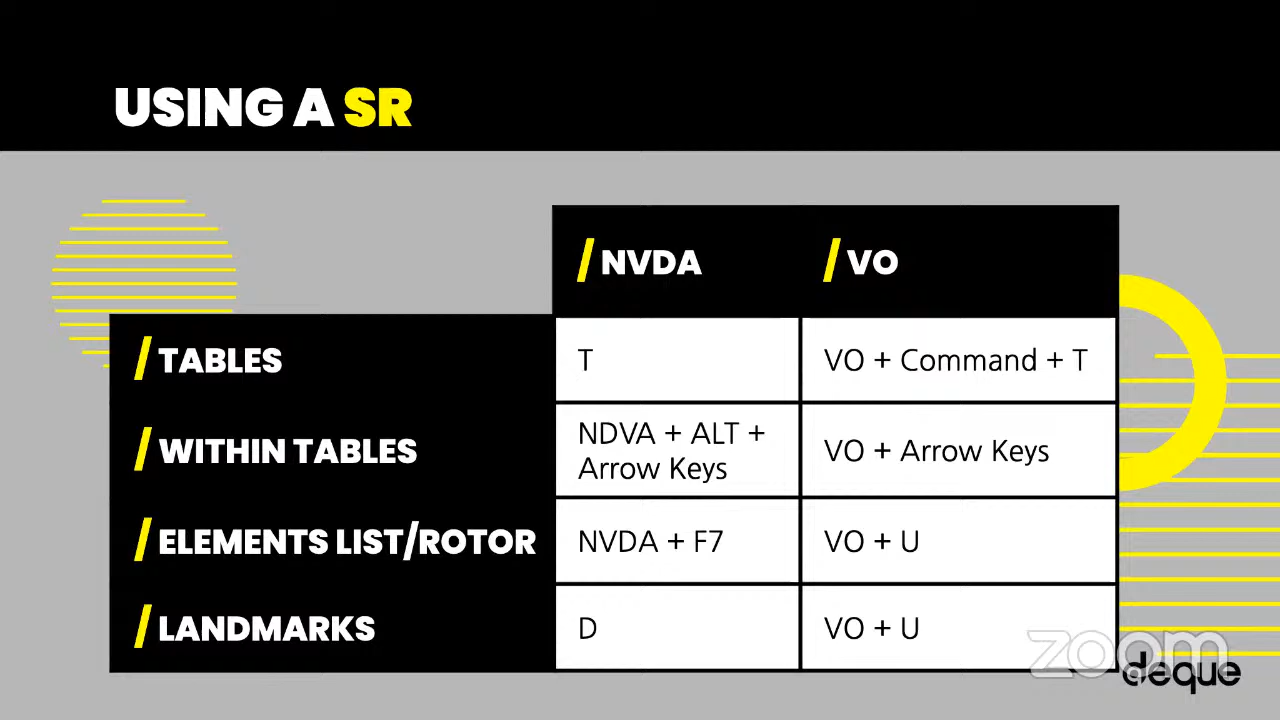 USING A SR
/ NVDA
/ VO
/ TABLES
T
VO + Command + T
/ WITHIN TABLES
NDVA + ALT +
Arrow Keys
VO + Arrow Keys
/ ELEMENTS LIST/ROTOR
NVDA + F7
VO + U
/ LANDMARKS
D
VO + U
zoom
deque